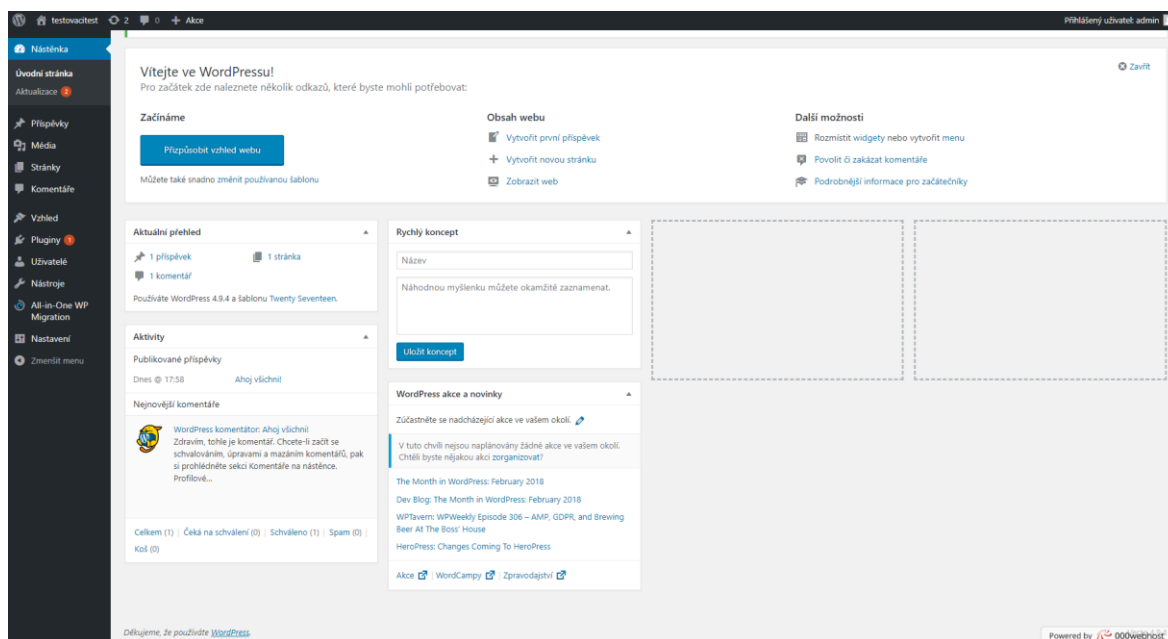 testovacitest 2 0 + Akce Přihlášený uživatel: admin
Nástěnka
Úvodní stránka
Aktualizace 2
Příspěvky
Média
Stránky
Komentáře
Vzhled
Pluginy 1
Uživatelé
Nástroje
All-in-One WP
Migration
Nastavení
Zmenšit menu
Vítejte ve WordPressu!
Zavřít
Pro začátek zde naleznete několik odkazů, které byste mohli potřebovat:
Začínáme
Přizpůsobit vzhled webu
Můžete také snadno změnit používanou šablonu
Obsah webu
Vytvořit první příspěvek
Vytvořit novou stránku
Zobrazit web
Další možnosti
Rozmístit widgety nebo vytvořit menu
Povolit či zakázat komentáře
Podrobnější informace pro začátečníky
Aktuální přehled
1 příspěvek 1 stránka
1 komentář
Používáte WordPress 4.9.4 a šablonu Twenty Seventeen.
Aktivity
Publikované příspěvky
Dnes @ 17:58 Ahoj všichni!
Nejnovější komentáře
WordPress komentátor: Ahoj všichni!
Zdravím, tohle je komentář. Chcete-li začít se
schvalováním, úpravami a mazáním komentářů, pak
si prohlédněte sekci Komentáře na nástěnce.
Profilové...
Celkem (1) | Čeká na schválení (0) | Schváleno (1) | Spam (0) |
Koš (0)
Rychlý koncept
Název
Náhodnou myšlenku můžete okamžitě zaznamenat.
Uložit koncept
WordPress akce a novinky
Zúčastněte se nadcházející akce ve vašem okolí.
V tuto chvíli nejsou naplánovány žádné akce ve vašem okolí.
Chtěli byste nějakou akci zorganizovat?
The Month in WordPress: February 2018
Dev Blog: The Month in WordPress: February 2018
WPTavern: WPWeekly Episode 306 – AMP, GDPR, and Brewing
Beer At The Boss' House
HeroPress: Changes Coming To HeroPress
Akce | WordCampy | Zpravodajství
Děkujeme, že používáte WordPress.
Powered by 000webhost